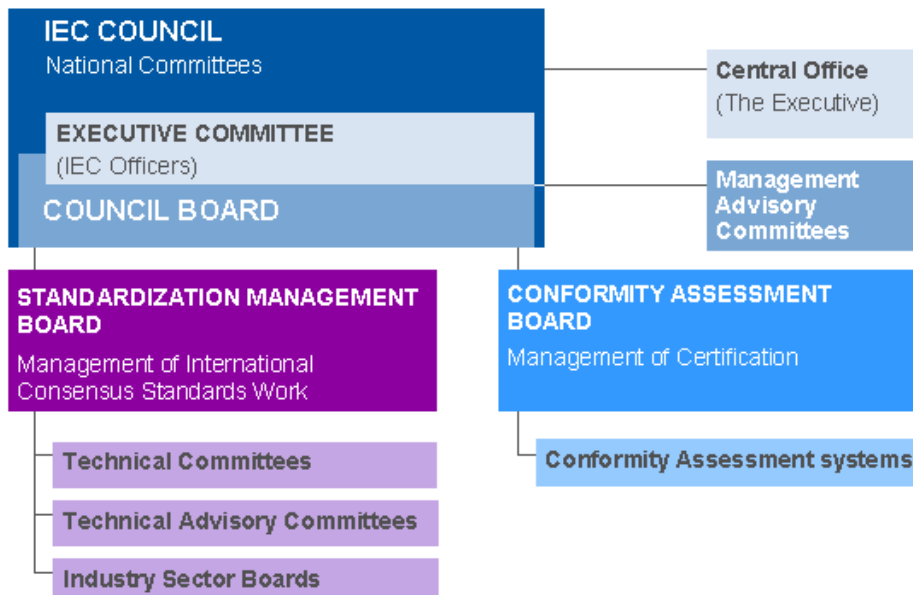 IEC COUNCIL
National Committees
Central Office
(The Executive)
EXECUTIVE COMMITTEE
(IEC Officers)
COUNCIL BOARD
Management
Advisory
Committees
STANDARDIZATION MANAGEMENT
BOARD
Management of International
Consensus Standards Work
CONFORMITY ASSESSMENT
BOARD
Management of Certification
Technical Committees
Technical Advisory Committees
Industry Sector Boards
Conformity Assessment systems